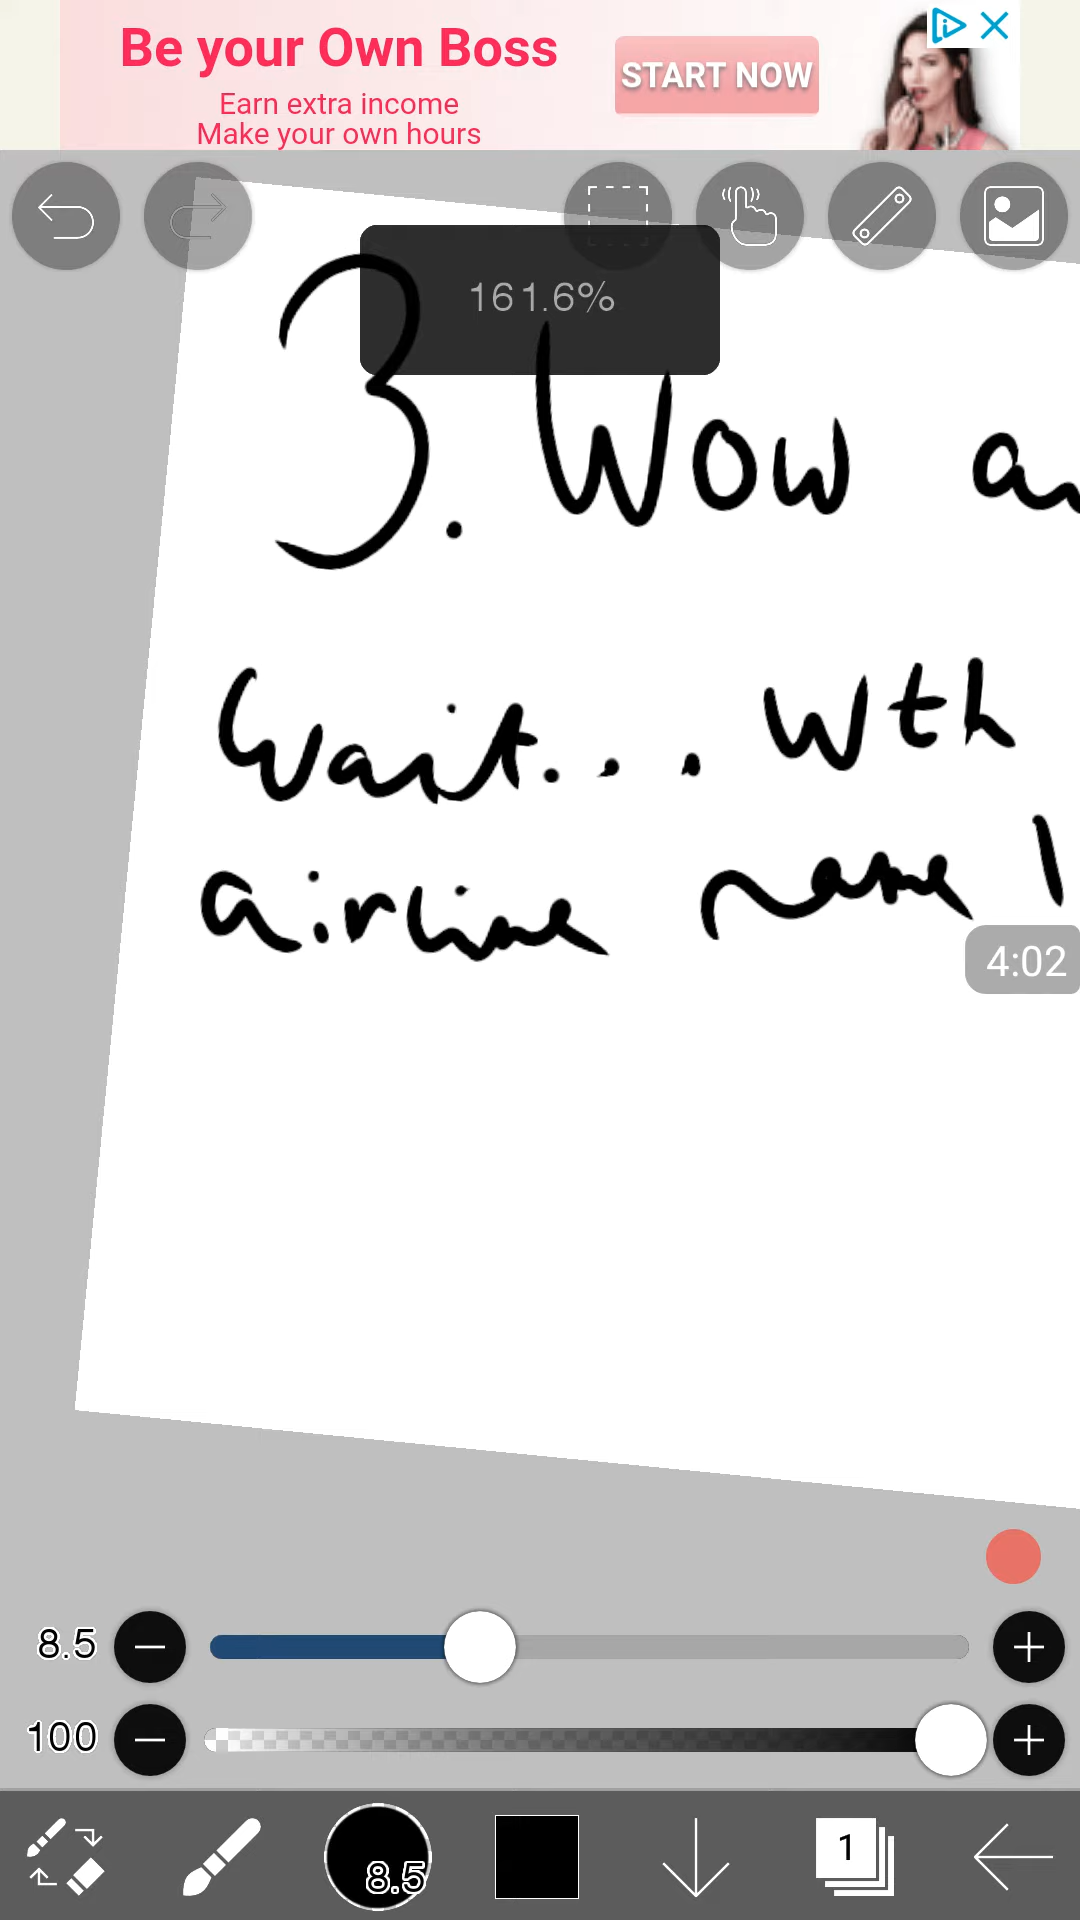 Be your Own Boss
Earn extra income
Make your own hours
START NOW
161.6%
3. Wow a
Wait... Wth
airline name I
4:02
8.5
100
8.5
1